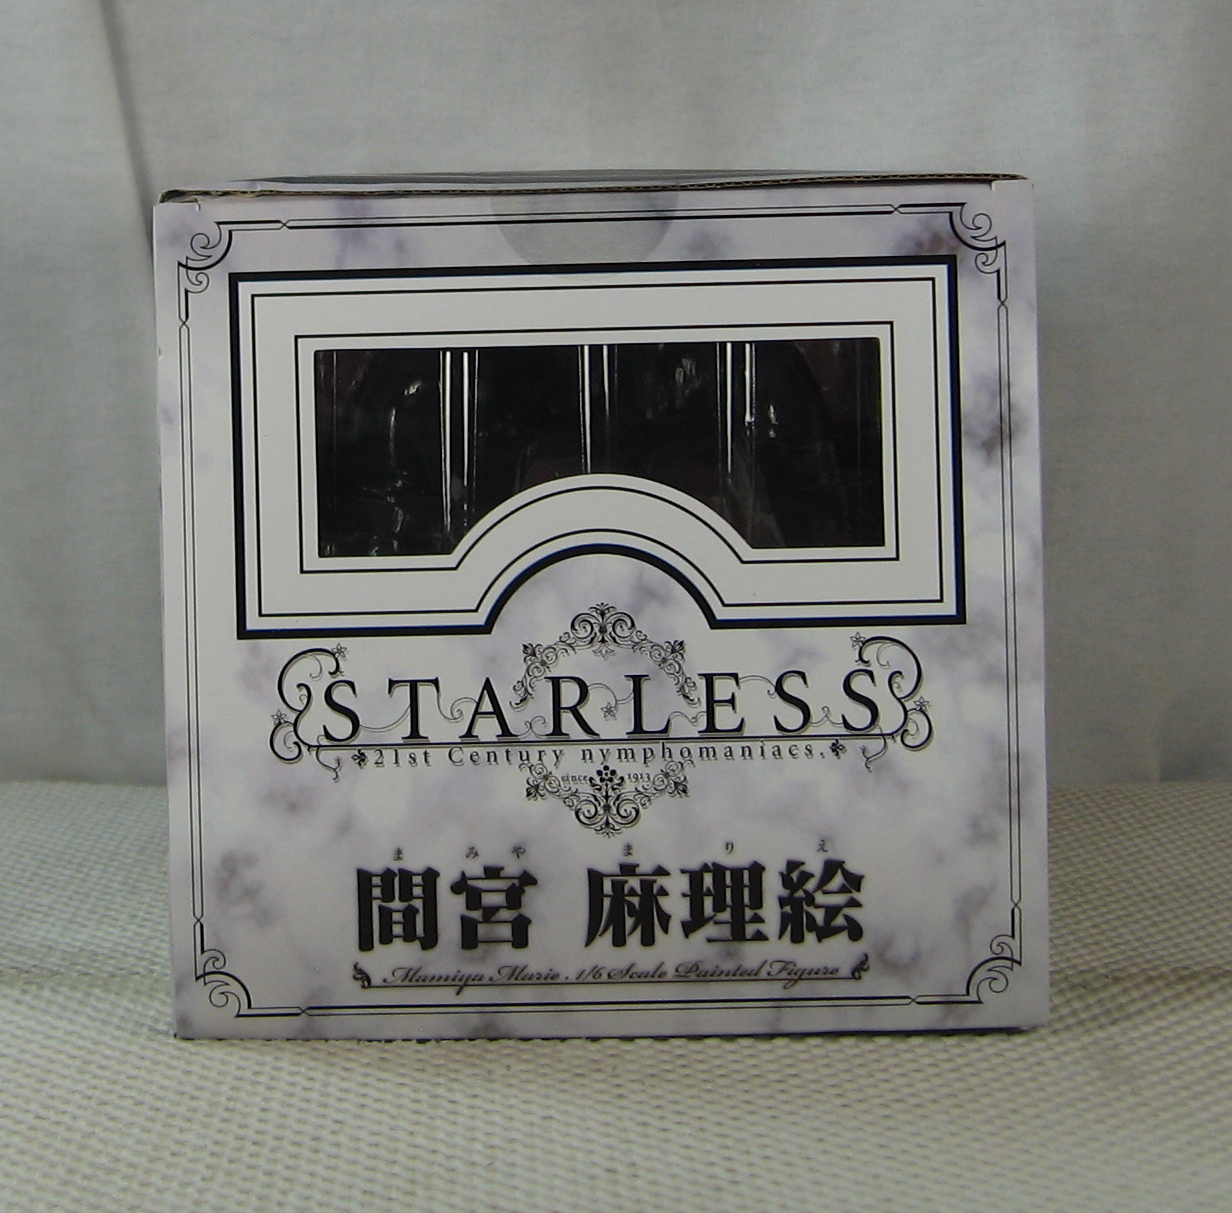 STARLESS
21st Century nymphomaniacs.
since 1913
まみや まりえ
間宮 麻理絵
Mamiya Marie . 1/6 Scale Painted Figure